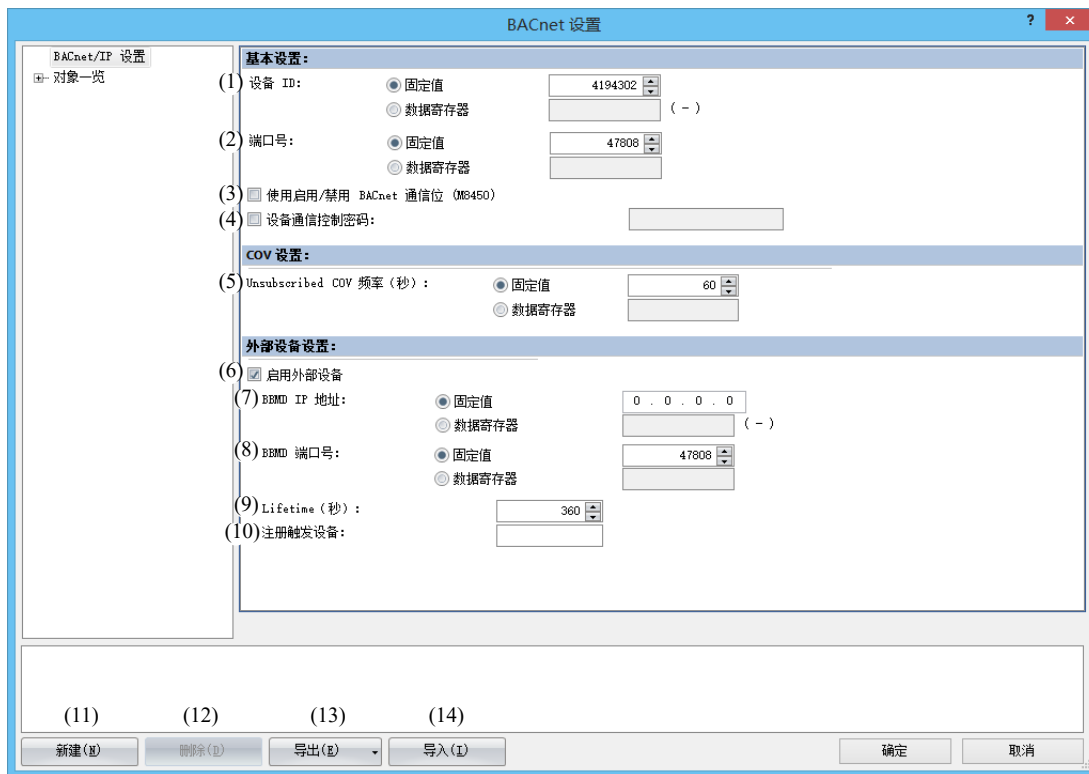 BACnet 设置
?
BACnet/IP 设置
对象一览
基本设置:
(1) 设备 ID: 固定值 4194302
数据寄存器 (-)
(2) 端口号: 固定值 47808
数据寄存器
(3) 使用启用/禁用 BACnet 通信位 (M8450)
(4) 设备通信控制密码:
COV 设置:
(5) Unsubscribed COV 频率(秒): 固定值 60
数据寄存器
外部设备设置:
(6) 启用外部设备
(7) BBMD IP 地址: 固定值 0 . 0 . 0 . 0
数据寄存器 (-)
(8) BBMD 端口号: 固定值 47808
数据寄存器
(9) Lifetime(秒): 360
(10) 注册触发设备:
(11) (12) (13) (14)
新建(N) 删除(D) 导出(E) 导入(I) 确定 取消